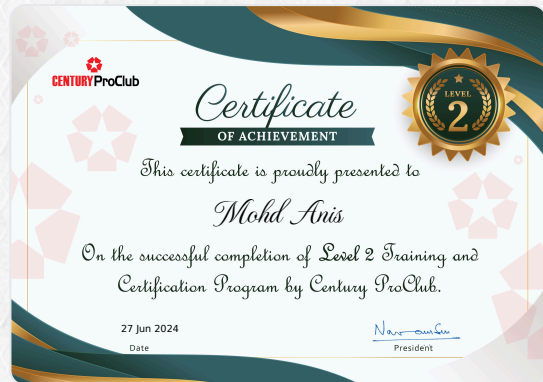 CENTURY ProClub
Certificate
OF ACHIEVEMENT
LEVEL
2
This certificate is proudly presented to
Mohd Anis
On the successful completion of Level 2 Training and
Certification Program by Century ProClub.
27 Jun 2024
Date
President